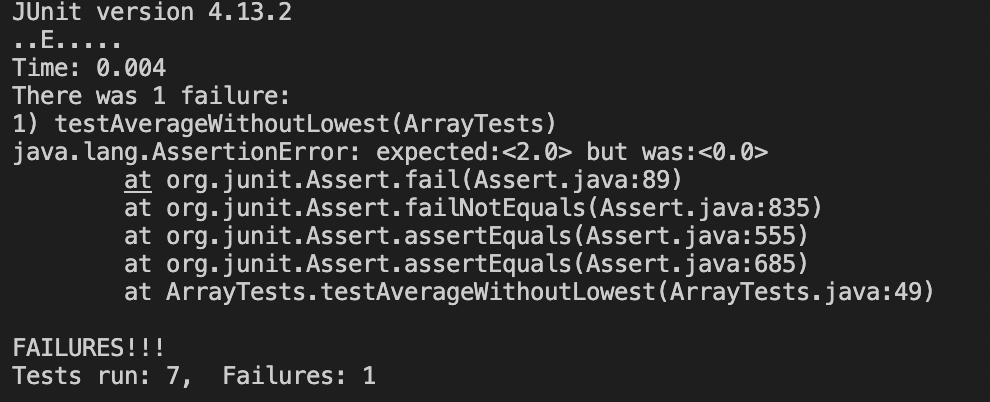 JUnit version 4.13.2
..E.....
Time: 0.004
There was 1 failure:
1) testAverageWithoutLowest(ArrayTests)
java.lang.AssertionError: expected:<2.0> but was:<0.0>
at org.junit.Assert.fail(Assert.java:89)
at org.junit.Assert.failNotEquals(Assert.java:835)
at org.junit.Assert.assertEquals(Assert.java:555)
at org.junit.Assert.assertEquals(Assert.java:685)
at ArrayTests.testAverageWithoutLowest(ArrayTests.java:49)
FAILURES!!!
Tests run: 7,  Failures: 1